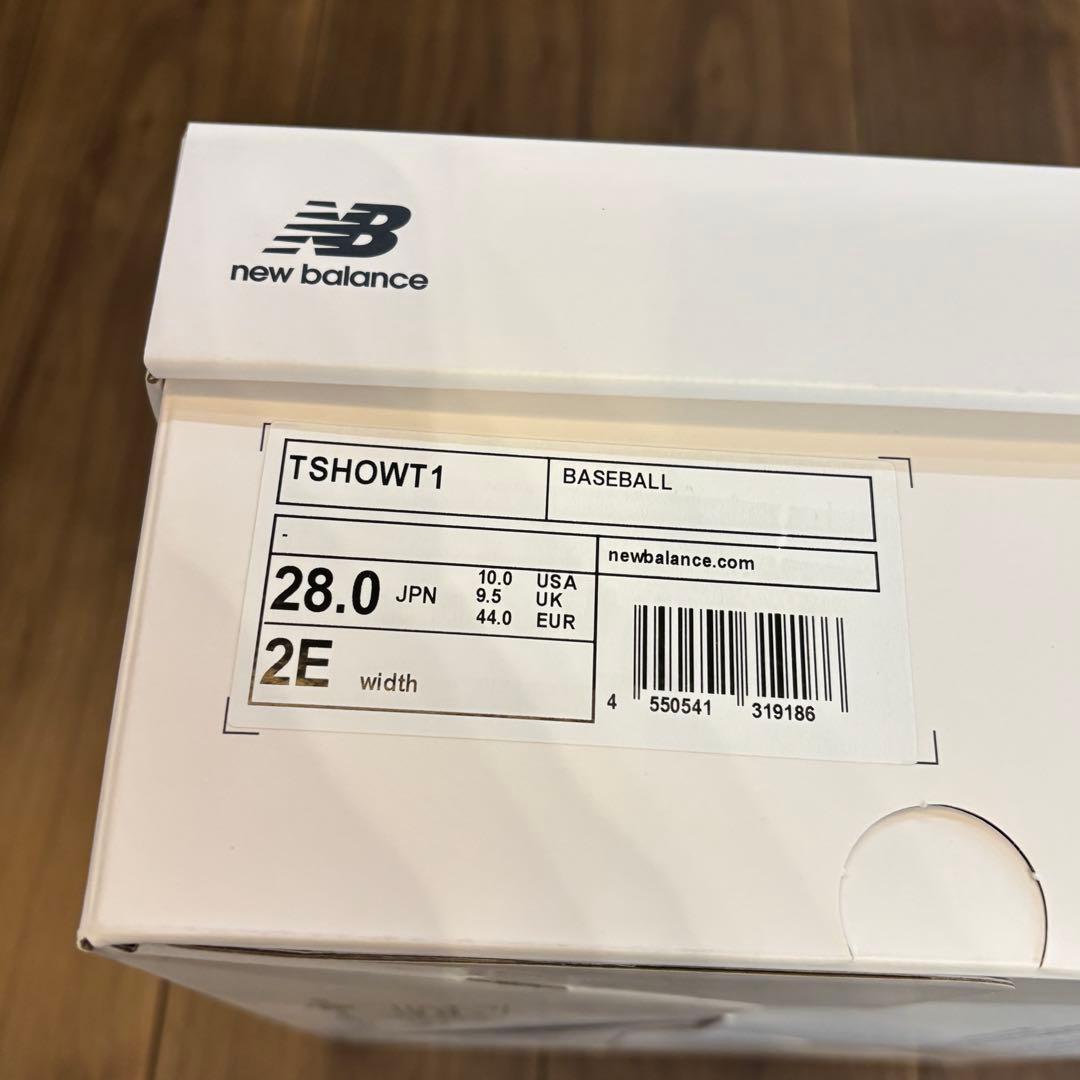 NB
new balance
TSHOWT1
BASEBALL
-
newbalance.com
28.0 JPN
10.0 USA
9.5 UK
44.0 EUR
2E width
4 550541 319186